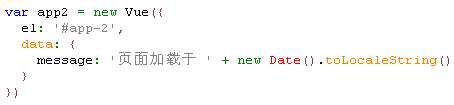 var app2 = new Vue({
  el: '#app-2',
  data: {
    message: '页面加载于 ' + new Date().toLocaleString()
  }
})